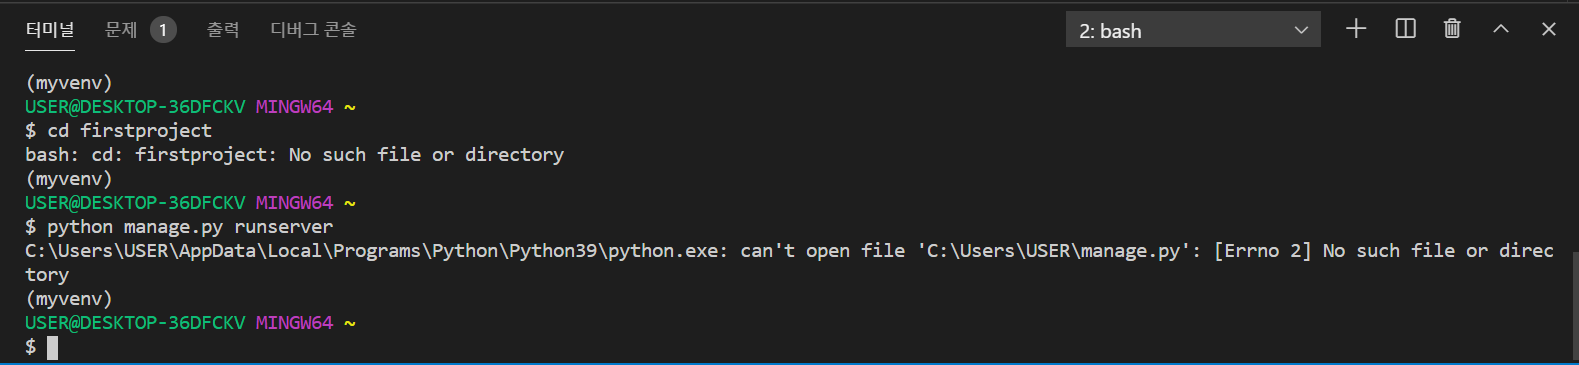 터미널 문제 1 출력 디버그 콘솔 2: bash
(myvenv)
USER@DESKTOP-36DFCKV MINGW64 ~
$ cd firstproject
bash: cd: firstproject: No such file or directory
(myvenv)
USER@DESKTOP-36DFCKV MINGW64 ~
$ python manage.py runserver
C:\Users\USER\AppData\Local\Programs\Python\Python39\python.exe: can't open file 'C:\Users\USER\manage.py': [Errno 2] No such file or direc
tory
(myvenv)
USER@DESKTOP-36DFCKV MINGW64 ~
$